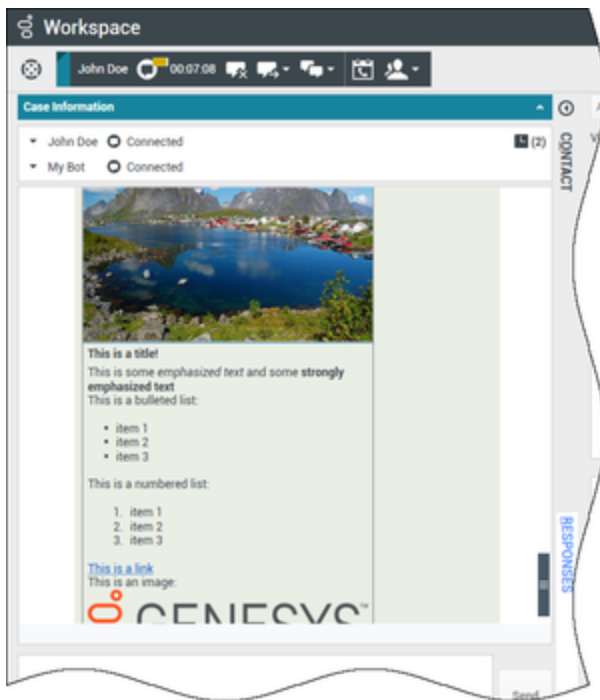 Workspace
John Doe 00:07:08
Case Information
John Doe Connected (2)
My Bot Connected
CONTACT
This is a title!
This is some emphasized text and some strongly
emphasized text
This is a bulleted list:
• item 1
• item 2
• item 3
This is a numbered list:
1. item 1
2. item 2
3. item 3
This is a link
This is an image:
GENESYS™
RESPONSES
Send